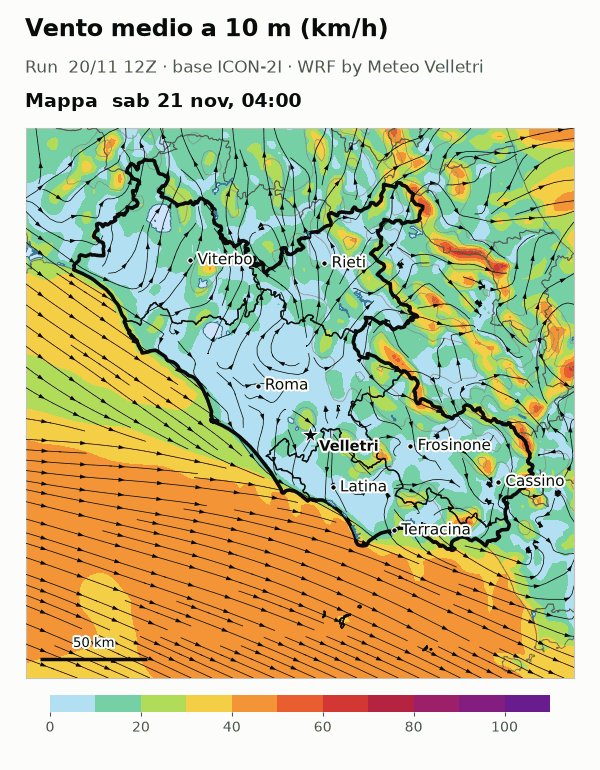 Vento medio a 10 m (km/h)
Run  20/11 12Z · base ICON-2I · WRF by Meteo Velletri
Mappa  sab 21 nov, 04:00
Viterbo
Rieti
Roma
Velletri
Frosinone
Latina
Cassino
Terracina
50 km
0 20 40 60 80 100